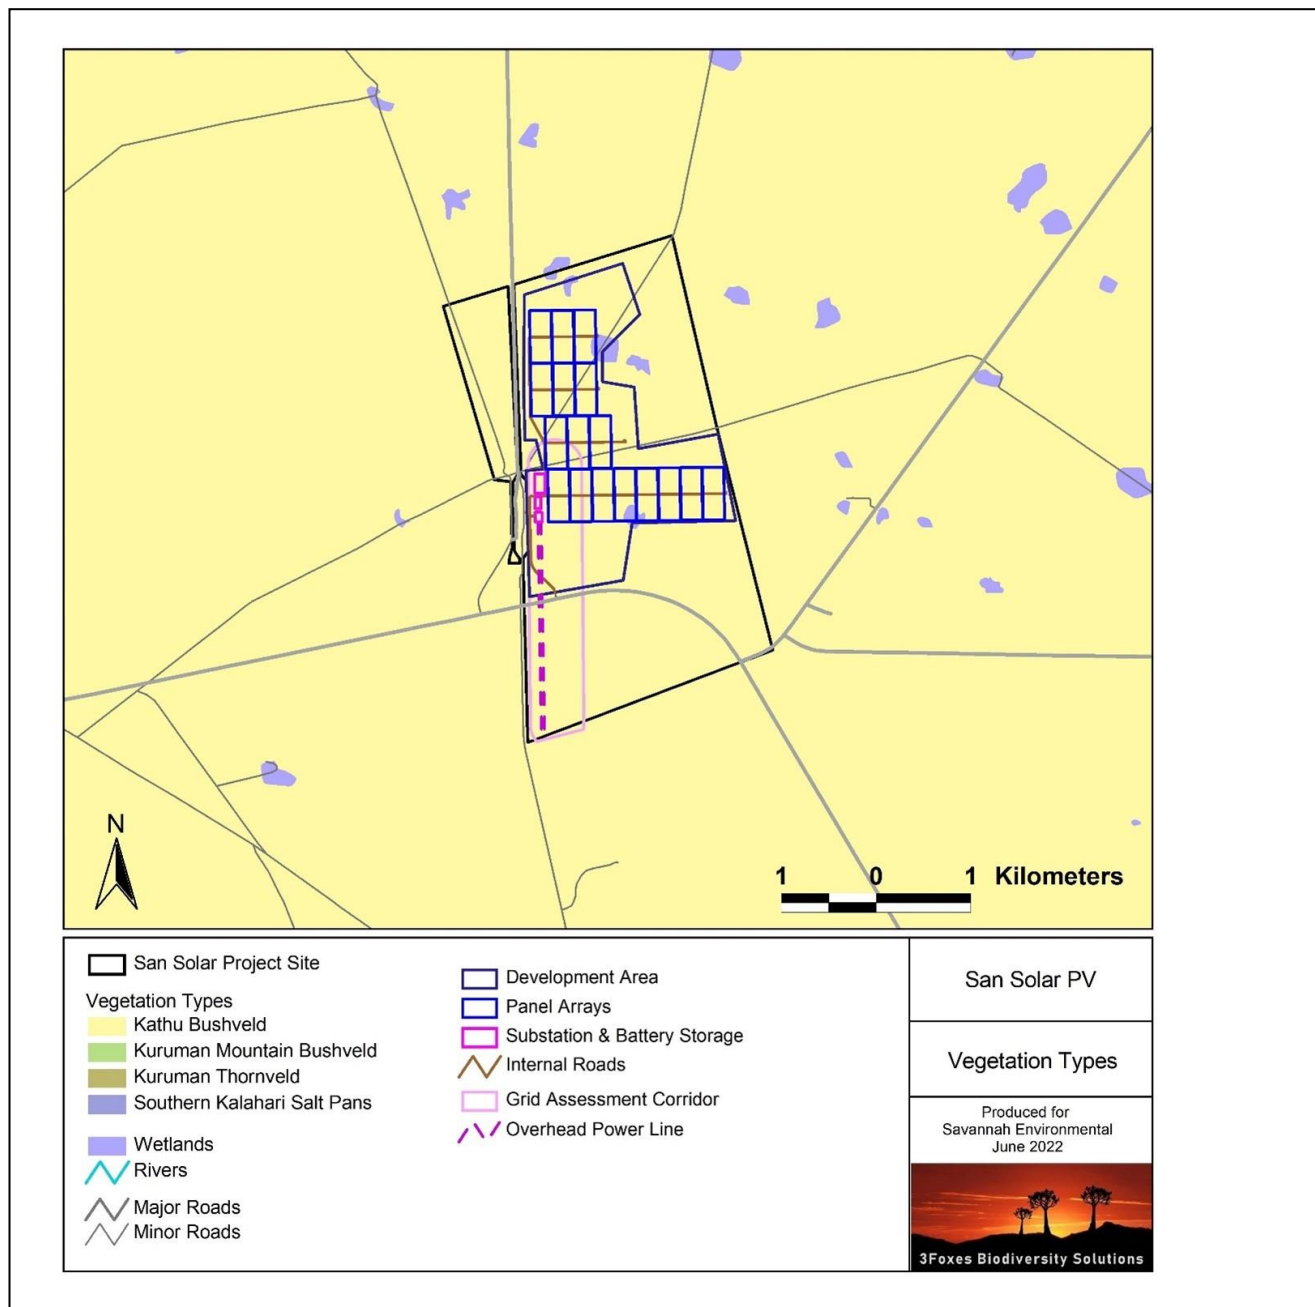 N
1 0 1 Kilometers
San Solar Project Site
Vegetation Types
Kathu Bushveld
Kuruman Mountain Bushveld
Kuruman Thornveld
Southern Kalahari Salt Pans
Wetlands
Rivers
Major Roads
Minor Roads
Development Area
Panel Arrays
Substation & Battery Storage
Internal Roads
Grid Assessment Corridor
Overhead Power Line
San Solar PV
Vegetation Types
Produced for
Savannah Environmental
June 2022
3Foxes Biodiversity Solutions